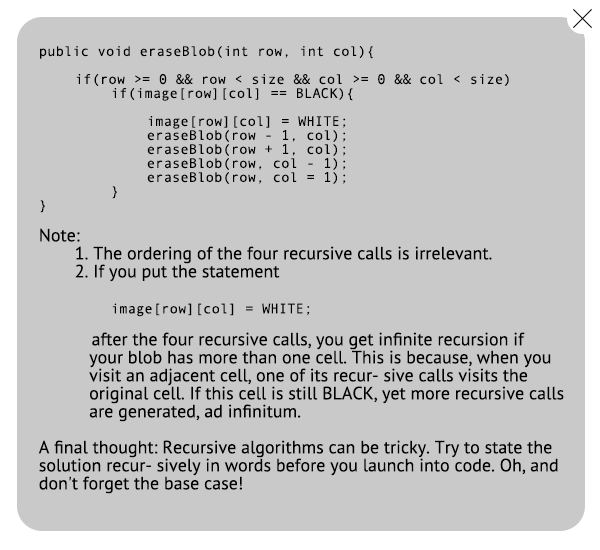 public void eraseBlob(int row, int col){
if(row >= 0 && row < size && col >= 0 && col < size)
if(image[row][col] == BLACK){
image[row][col] = WHITE;
eraseBlob(row - 1, col);
eraseBlob(row + 1, col);
eraseBlob(row, col - 1);
eraseBlob(row, col = 1);
}
}
Note:
1. The ordering of the four recursive calls is irrelevant.
2. If you put the statement
image[row][col] = WHITE;
after the four recursive calls, you get infinite recursion if
your blob has more than one cell. This is because, when you
visit an adjacent cell, one of its recur- sive calls visits the
original cell. If this cell is still BLACK, yet more recursive calls
are generated, ad infinitum.
A final thought: Recursive algorithms can be tricky. Try to state the
solution recur- sively in words before you launch into code. Oh, and
don't forget the base case!